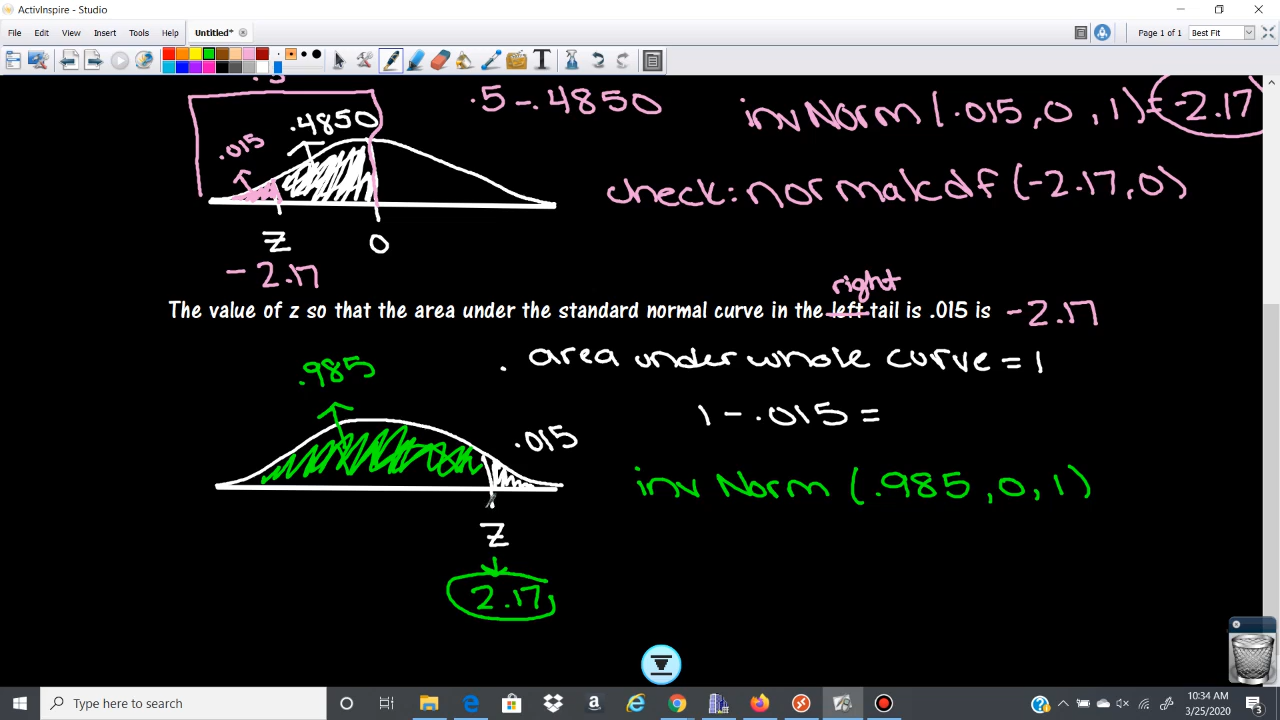 ActivInspire - Studio
File Edit View Insert Tools Help Untitled* Page 1 of 1 Best Fit
.5
.5 - .4850
invNorm (.015, 0, 1) = -2.17
.4850
.015
check: normalcdf (-2.17, 0)
Z 0
-2.17
right
The value of z so that the area under the standard normal curve in the left tail is .015 is -2.17
.985
. area under whole curve = 1
1 - .015 =
.015
inv Norm (.985, 0, 1)
Z
2.17
Type here to search
10:34 AM
3/25/2020
3